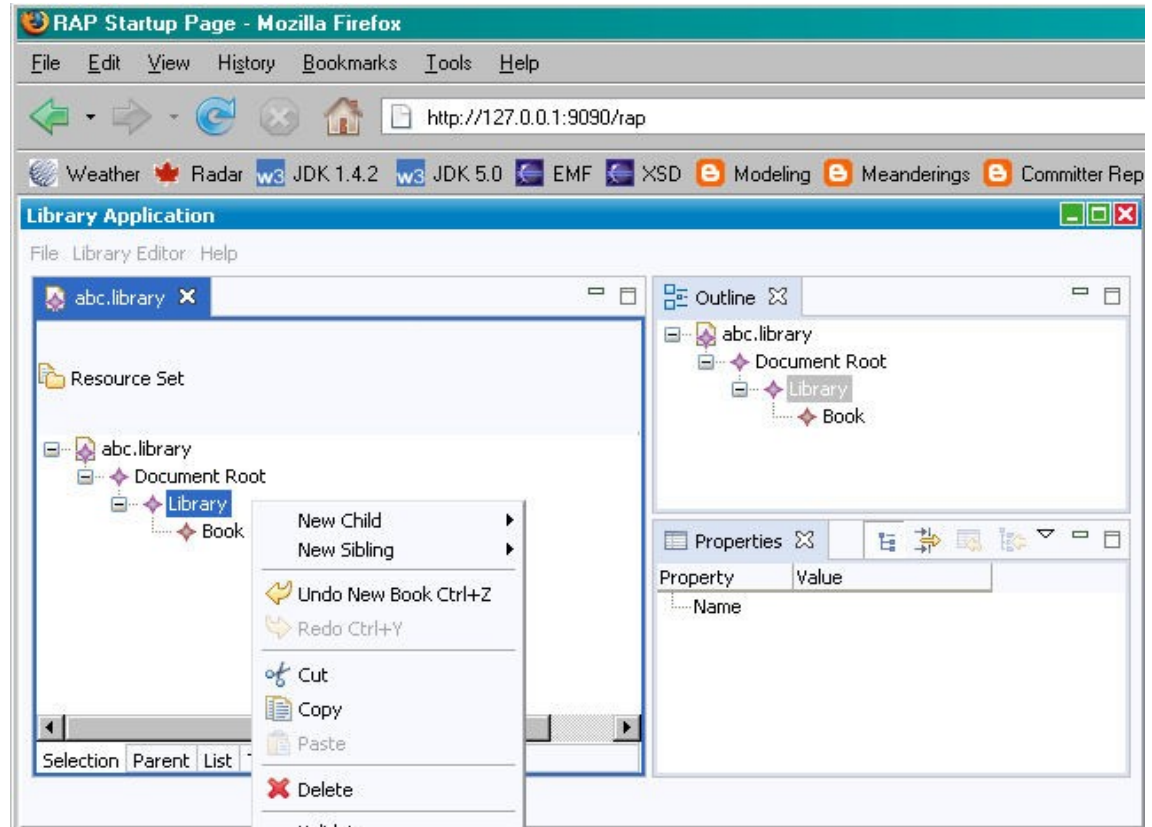 RAP Startup Page - Mozilla Firefox
File Edit View History Bookmarks Tools Help
http://127.0.0.1:9090/rap
Weather Radar w3 JDK 1.4.2 w3 JDK 5.0 EMF XSD Modeling Meanderings Committer Rep
Library Application
File Library Editor Help
abc.library
Resource Set
abc.library
Document Root
Library
Book
New Child
New Sibling
Undo New Book Ctrl+Z
Redo Ctrl+Y
Cut
Copy
Paste
Delete
Selection Parent List
Outline
abc.library
Document Root
Library
Book
Properties
Property Value
Name